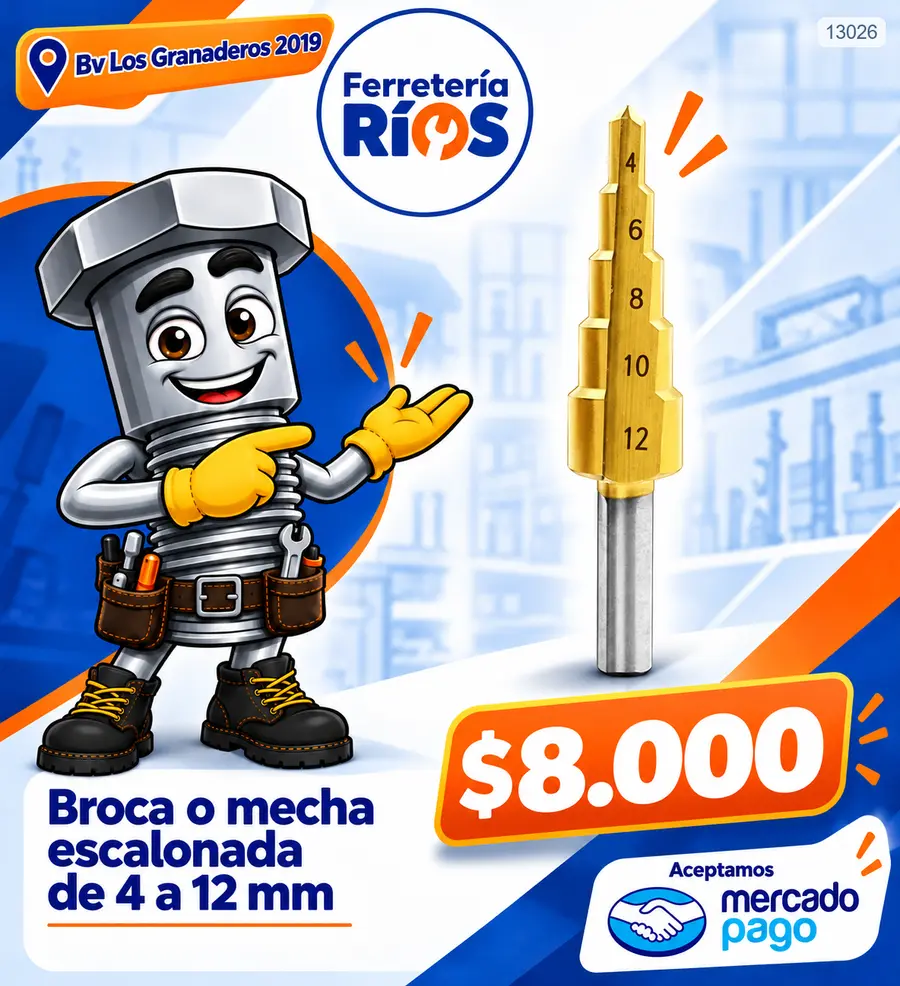 Bv Los Granaderos 2019
Ferretería
Ríos
13026
4
6
8
10
12
$8.000
Broca o mecha
escalonada
de 4 a 12 mm
Aceptamos
mercado
pago